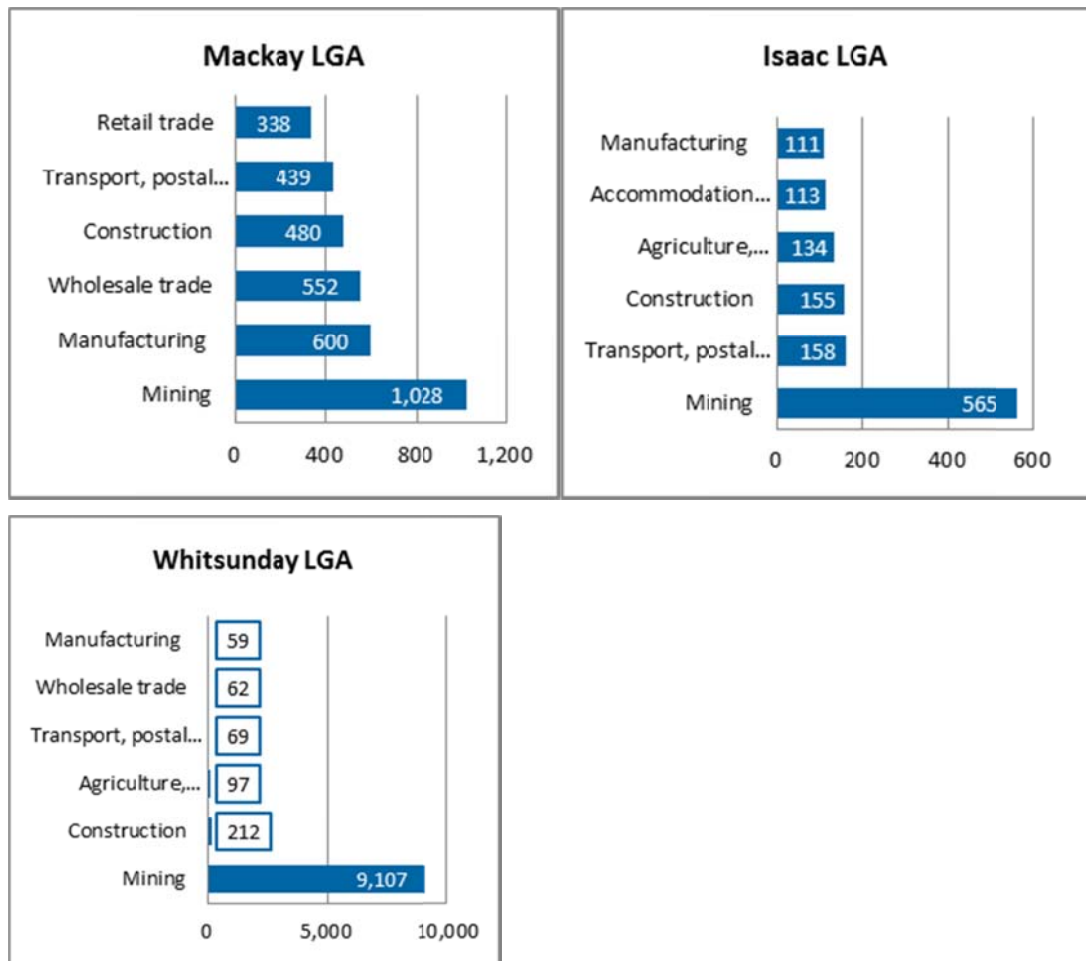 Mackay LGA
Retail trade 338
Transport, postal... 439
Construction 480
Wholesale trade 552
Manufacturing 600
Mining 1,028
0 400 800 1,200
Isaac LGA
Manufacturing 111
Accommodation... 113
Agriculture,... 134
Construction 155
Transport, postal... 158
Mining 565
0 200 400 600
Whitsunday LGA
Manufacturing 59
Wholesale trade 62
Transport, postal... 69
Agriculture,... 97
Construction 212
Mining 9,107
0 5,000 10,000